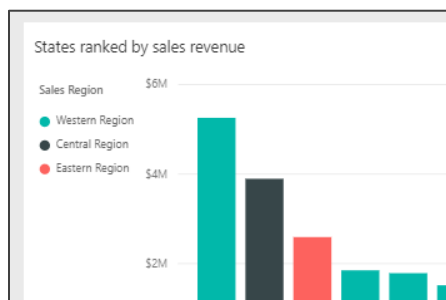 States ranked by sales revenue
Sales Region
Western Region
Central Region
Eastern Region
$6M
$4M
$2M